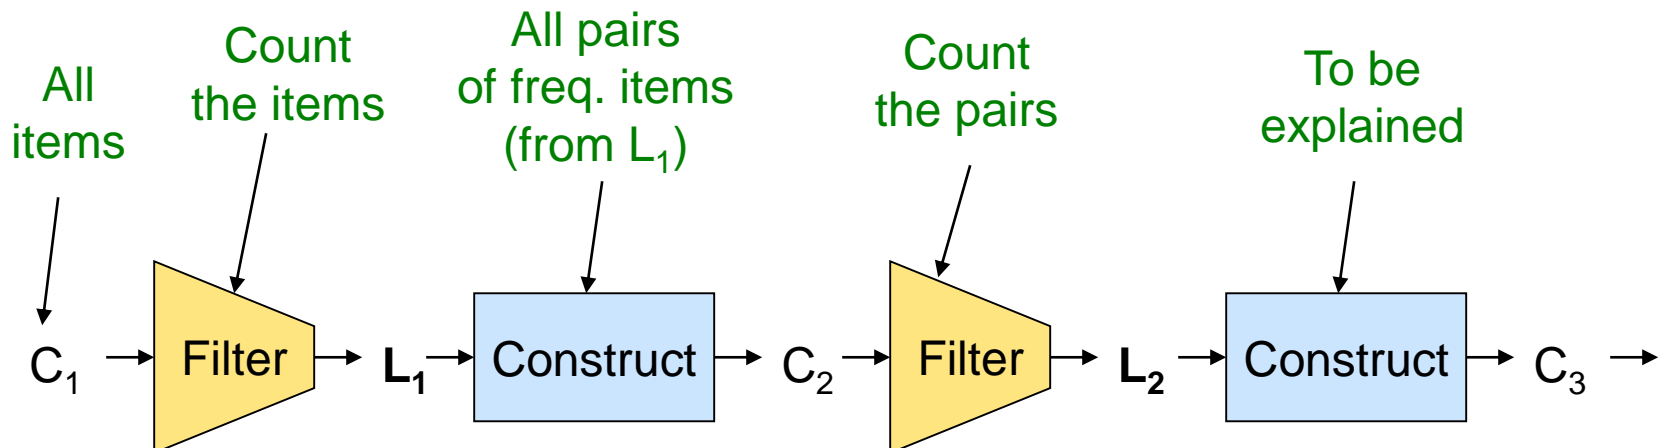 All
items
Count
the items
All pairs
of freq. items
(from L₁)
Count
the pairs
To be
explained
C₁
Filter
L₁
Construct
C₂
Filter
L₂
Construct
C₃